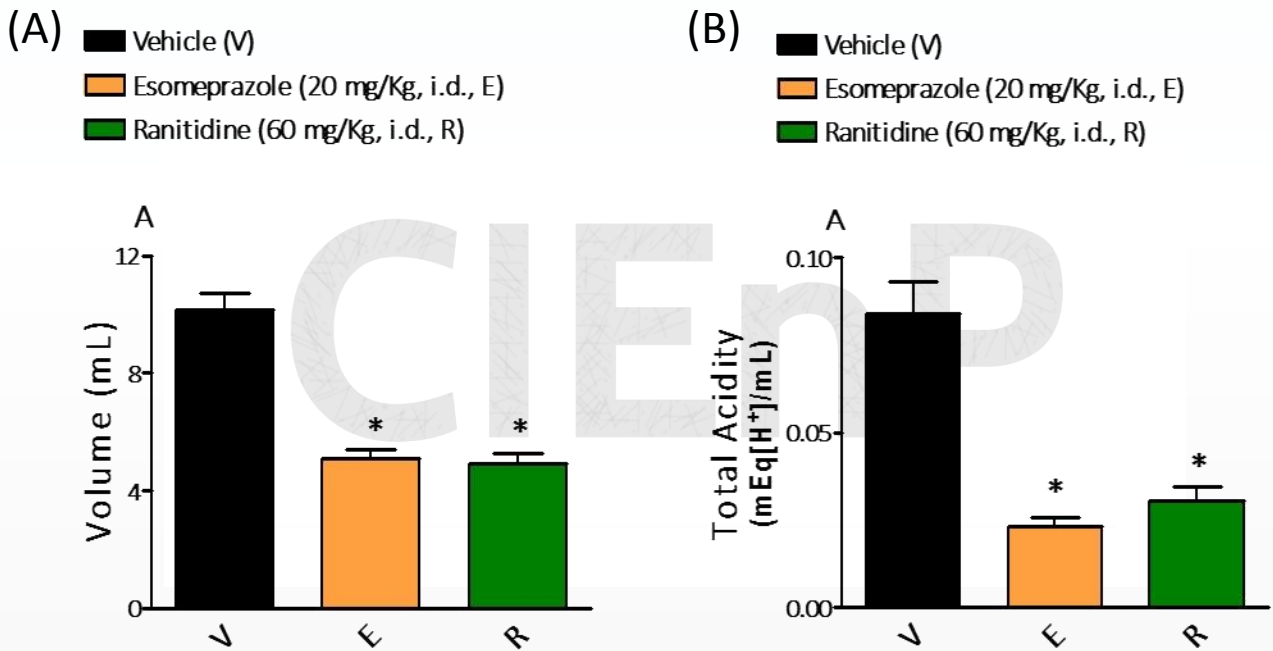 (A)
Vehicle (V)
Esomeprazole (20 mg/Kg, i.d., E)
Ranitidine (60 mg/Kg, i.d., R)
A
12
8
4
0
Volume (mL)
*
*
V
E
R
(B)
Vehicle (V)
Esomeprazole (20 mg/Kg, i.d., E)
Ranitidine (60 mg/Kg, i.d., R)
A
0.10
0.05
0.00
Total Acidity
(mEq[H⁺]/mL)
*
*
V
E
R
CIEnP